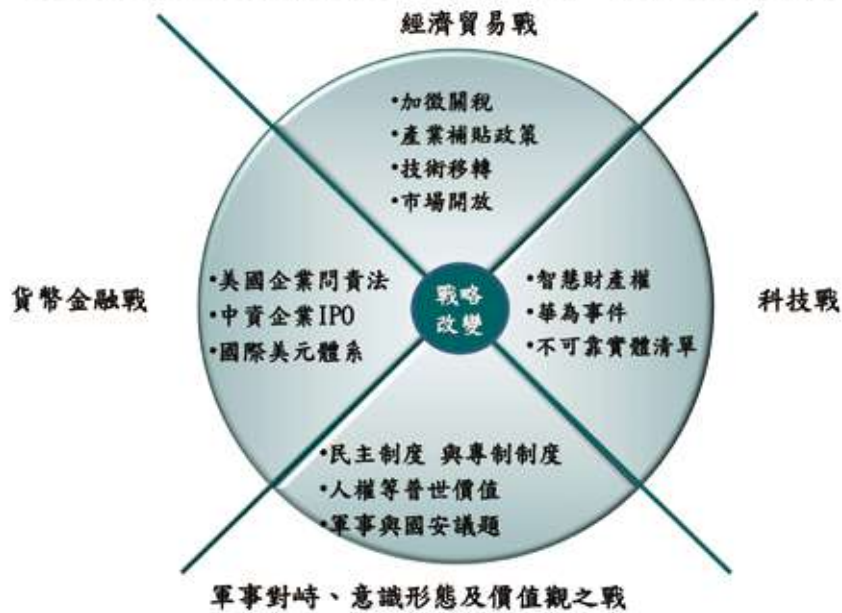 經濟貿易戰
•加徵關稅
•產業補貼政策
•技術移轉
•市場開放
貨幣金融戰
•美國企業問責法
•中資企業IPO
•國際美元體系
戰略
改變
•智慧財產權
•華為事件
•不可靠實體清單
科技戰
•民主制度 與專制制度
•人權等普世價值
•軍事與國安議題
軍事對峙、意識形態及價值觀之戰